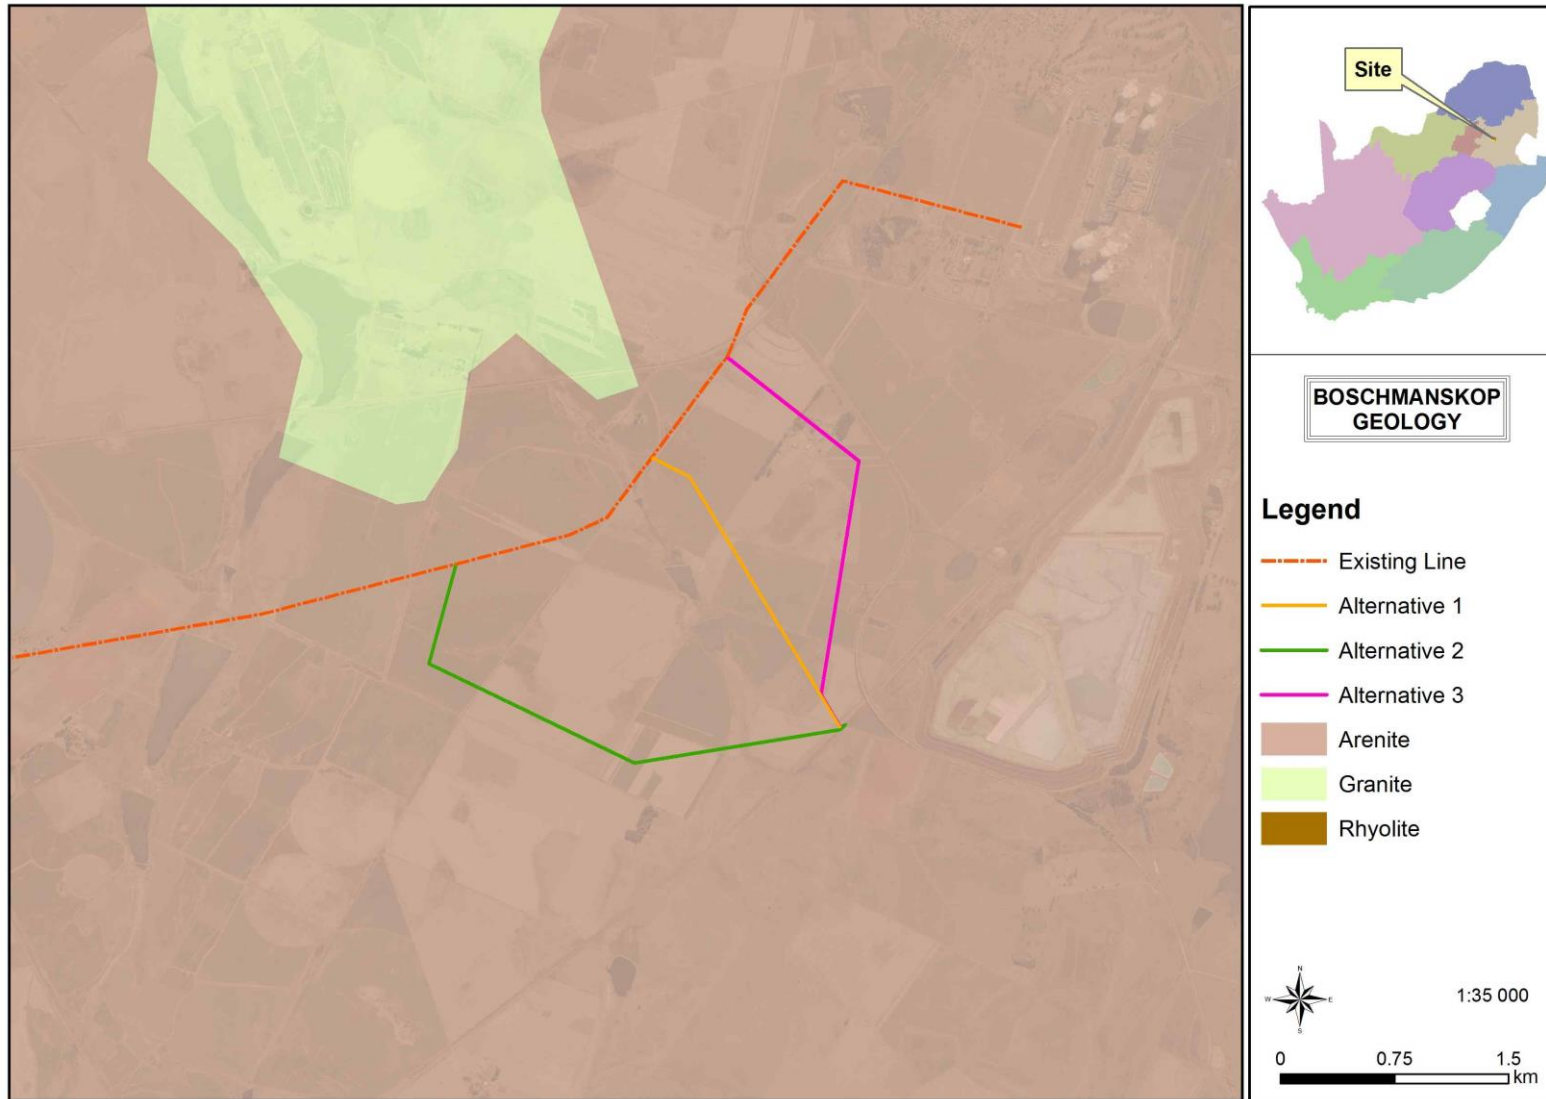 Site
BOSCHMANSKOP
GEOLOGY
Legend
Existing Line
Alternative 1
Alternative 2
Alternative 3
Arenite
Granite
Rhyolite
N
W E
S
1:35 000
0 0.75 1.5
km